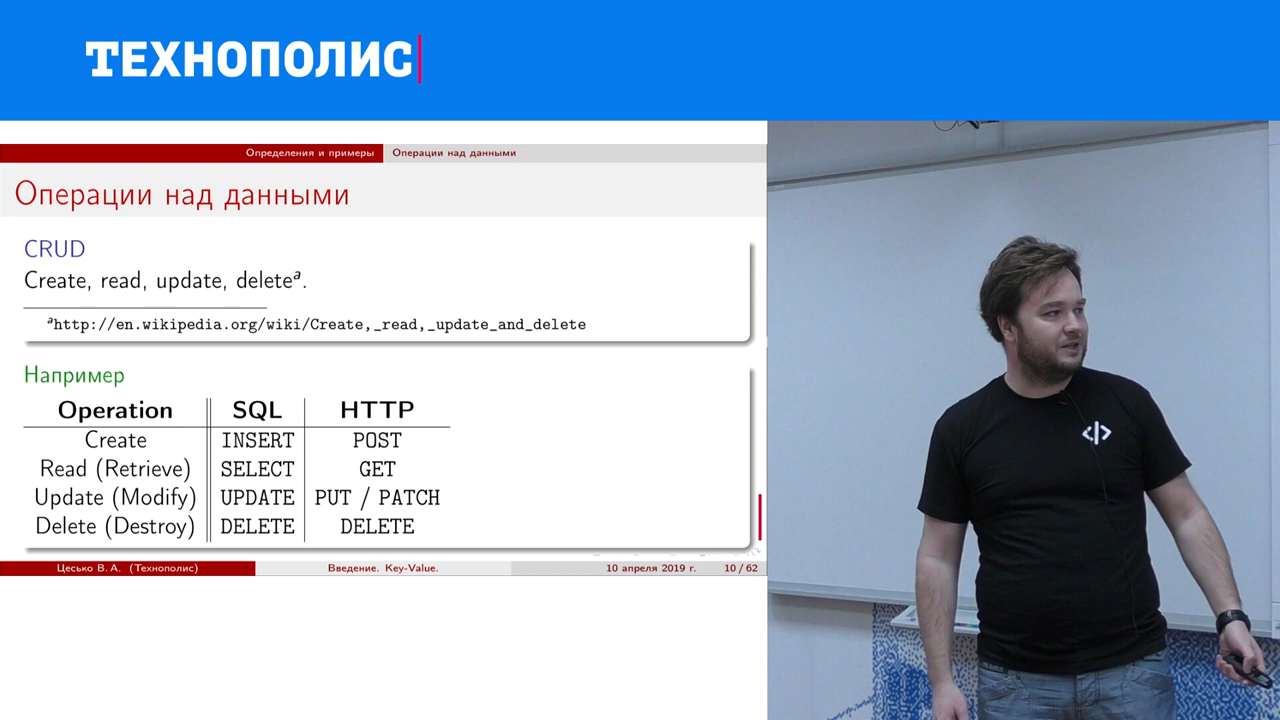 ТЕХНОПОЛИС
Определения и примеры Операции над данными
Операции над данными
CRUD
Create, read, update, deleteᵃ.
ᵃhttp://en.wikipedia.org/wiki/Create,_read,_update_and_delete
Например
Operation SQL HTTP
Create INSERT POST
Read (Retrieve) SELECT GET
Update (Modify) UPDATE PUT / PATCH
Delete (Destroy) DELETE DELETE
Цесько В. А. (Технополис) Введение. Key-Value. 10 апреля 2019 г. 10 / 62